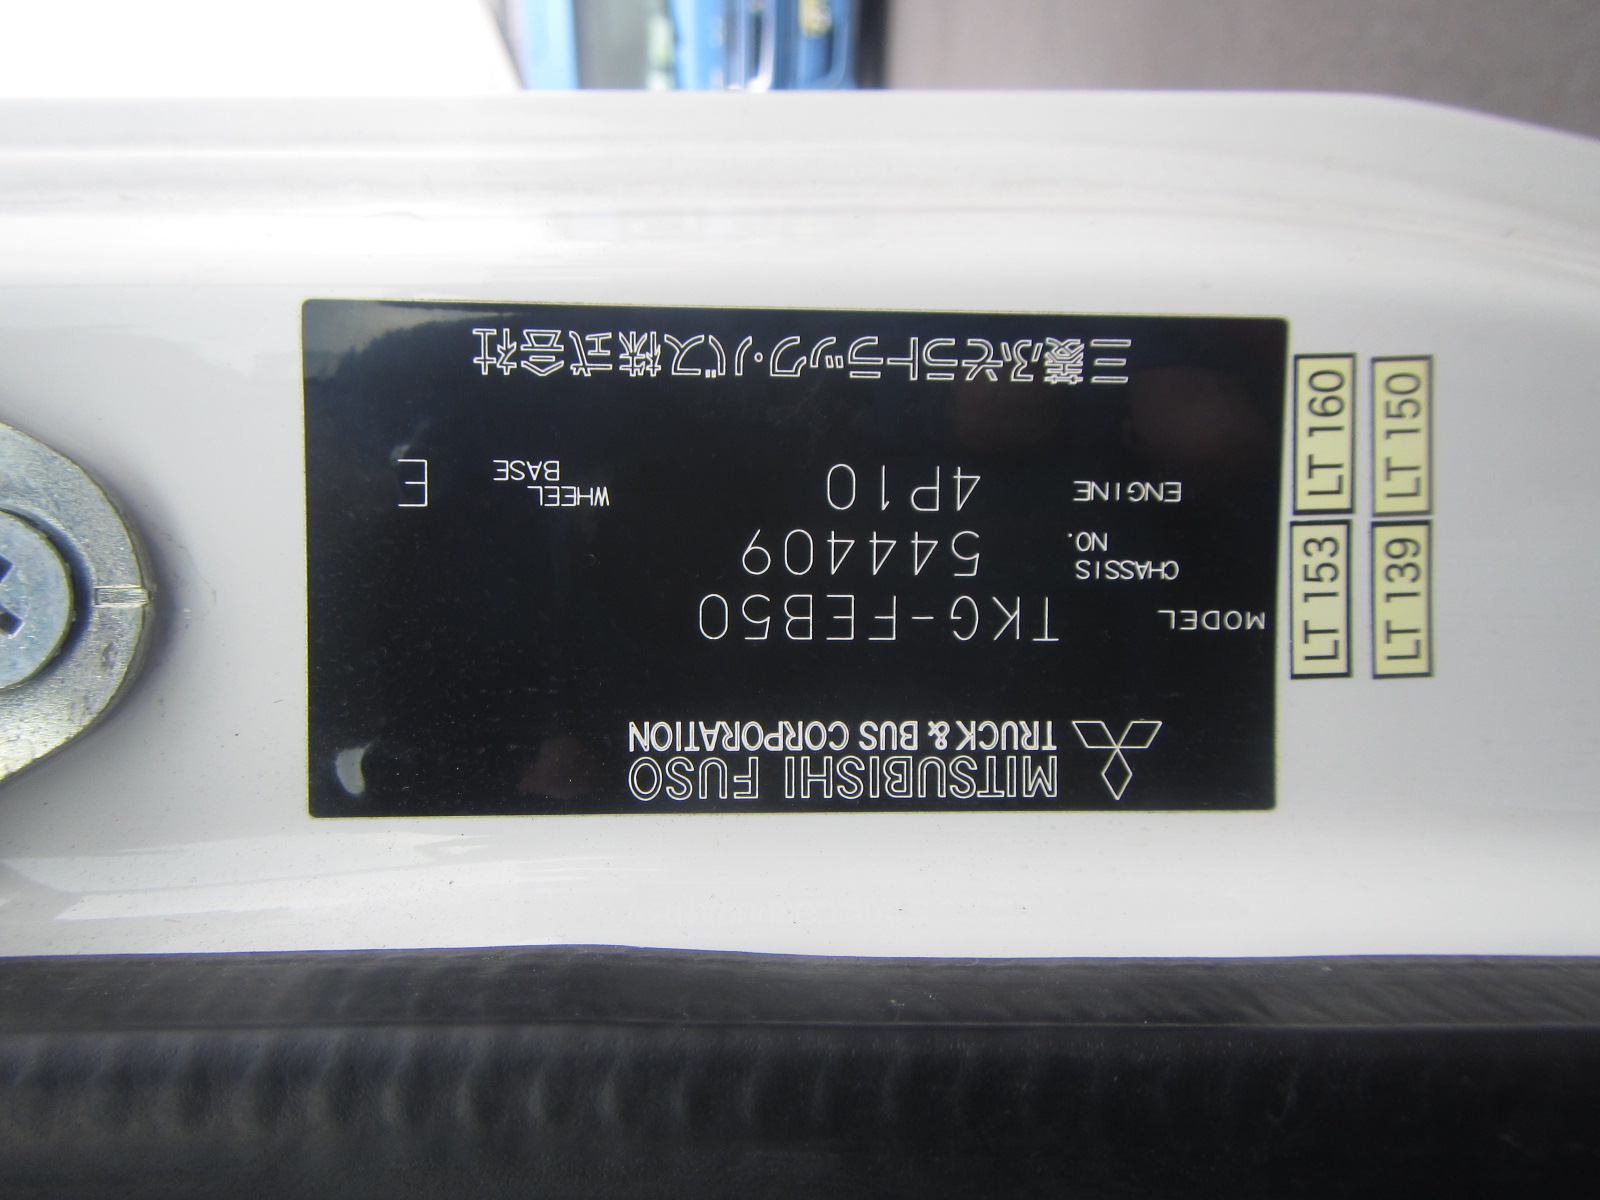 MITSUBISHI FUSO
TRUCK & BUS CORPORATION
MODEL TKG-FEB50
CHASSIS NO. 544409
ENGINE 4P10 WHEEL BASE E
三菱ふそうトラック・バス株式会社
LT 160
LT 150
LT 153
LT 139